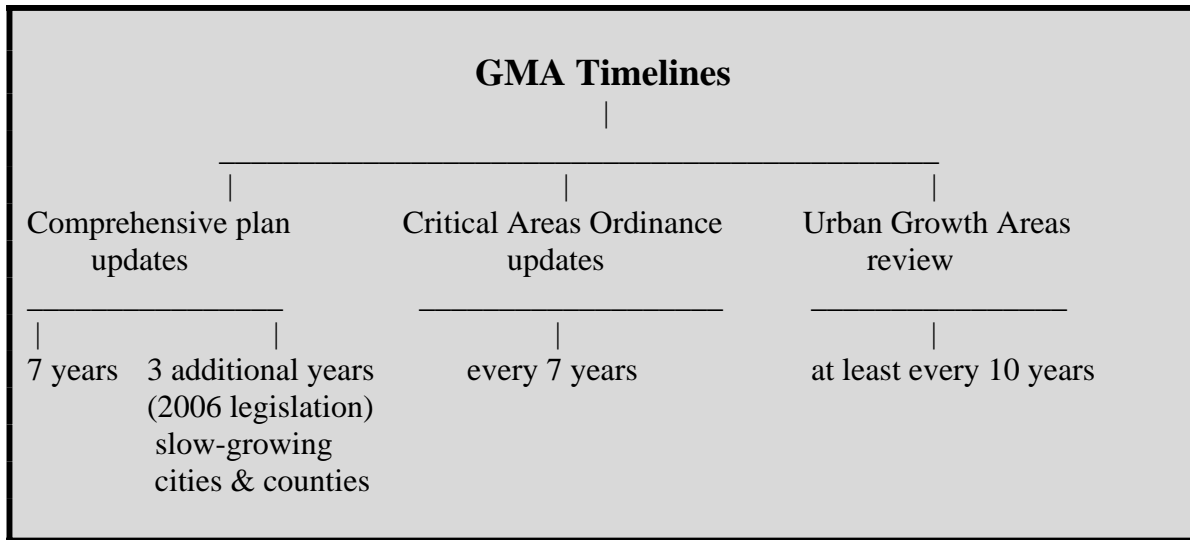 GMA Timelines
Comprehensive plan updates
Critical Areas Ordinance updates
Urban Growth Areas review
7 years
3 additional years
(2006 legislation)
slow-growing
cities & counties
every 7 years
at least every 10 years